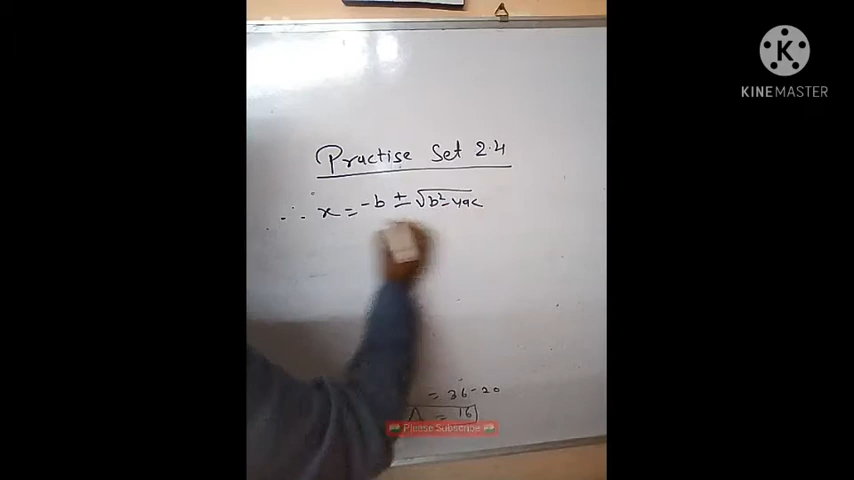 KINEMASTER
Practise Set 2.4
∴ x = -b ± √b²-4ac
= 36-20
Δ = 16
Please Subscribe